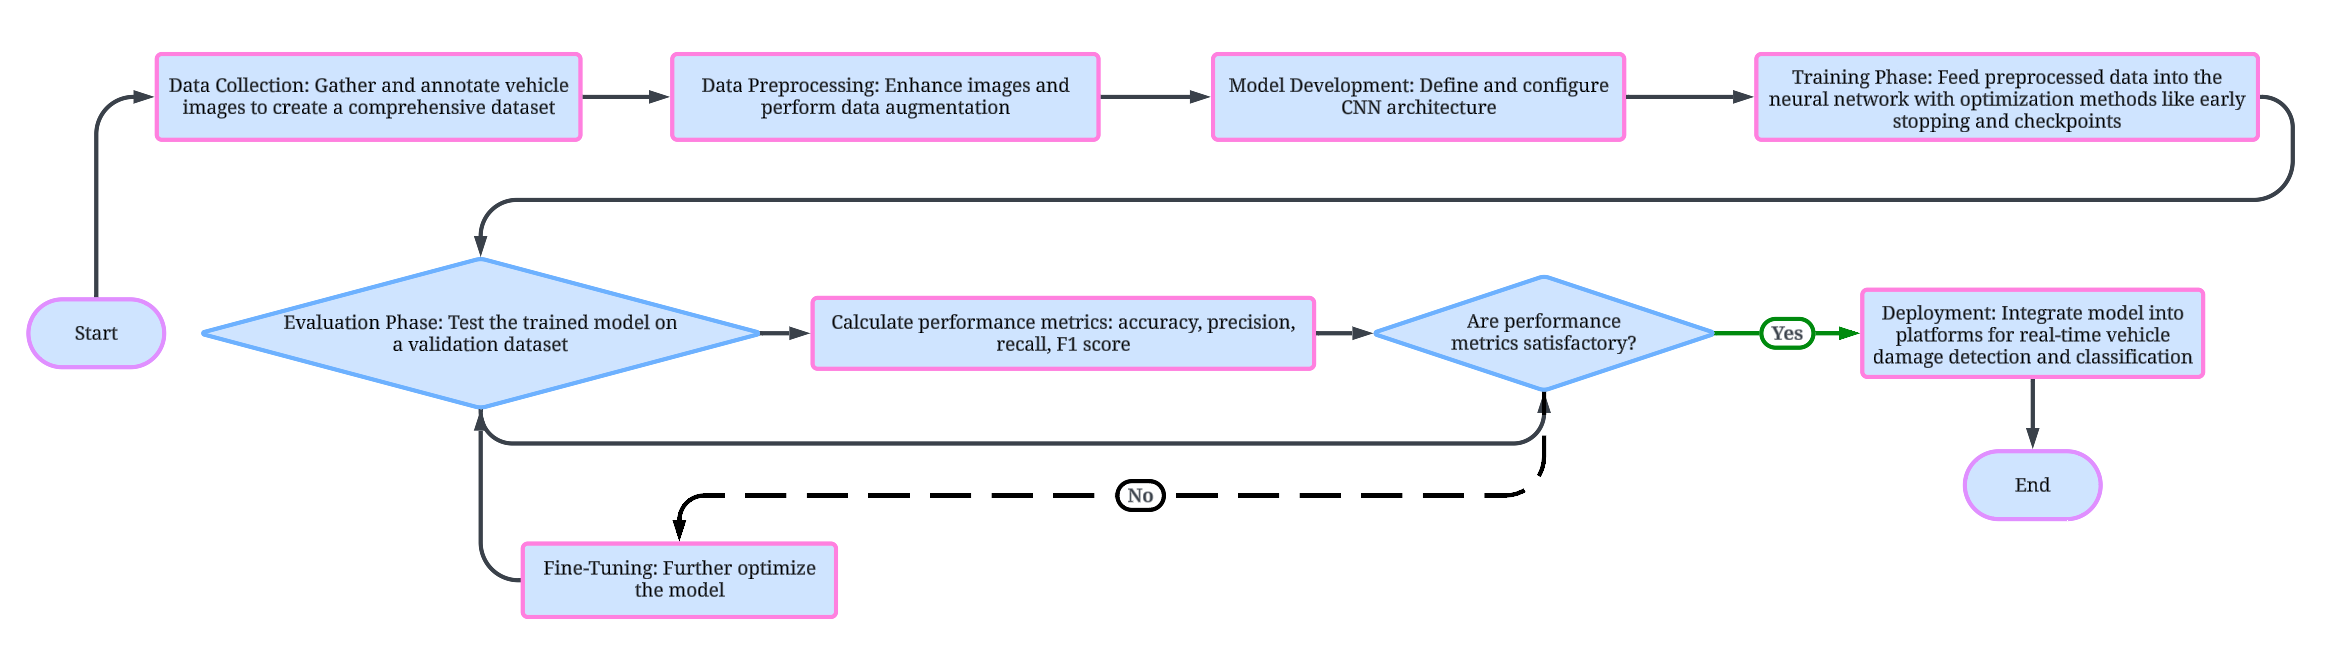 Data Collection: Gather and annotate vehicle
images to create a comprehensive dataset
Data Preprocessing: Enhance images and
perform data augmentation
Model Development: Define and configure
CNN architecture
Training Phase: Feed preprocessed data into the
neural network with optimization methods like early
stopping and checkpoints
Start
Evaluation Phase: Test the trained model on
a validation dataset
Calculate performance metrics: accuracy, precision,
recall, F1 score
Are performance
metrics satisfactory?
Yes
Deployment: Integrate model into
platforms for real-time vehicle
damage detection and classification
No
End
Fine-Tuning: Further optimize
the model